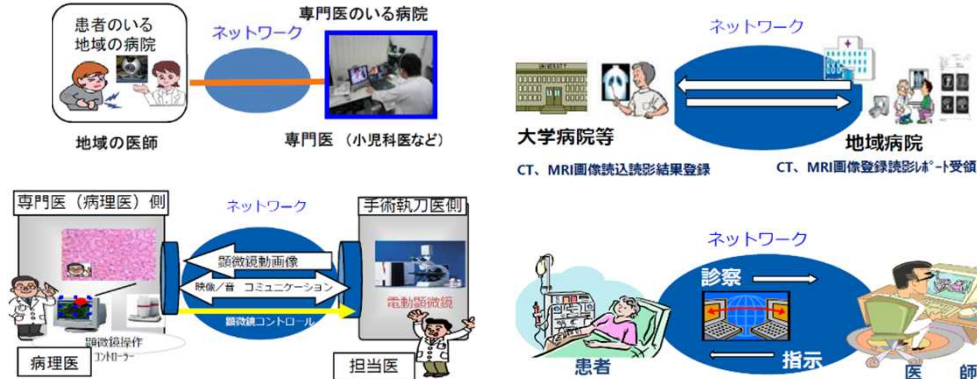 患者のいる
地域の病院
ネットワーク
専門医のいる病院
地域の医師
専門医 (小児科医など)
ネットワーク
大学病院等
地域病院
CT、MRI画像読込読影結果登録
CT、MRI画像登録読影ﾚﾎﾟｰﾄ受領
専門医（病理医）側
ネットワーク
手術執刀医側
顕微鏡動画像
映像／音 コミュニケーション
電動顕微鏡
顕微鏡コントロール
顕微鏡操作
コントローラー
病理医
担当医
ネットワーク
診察
指示
患者
医 師